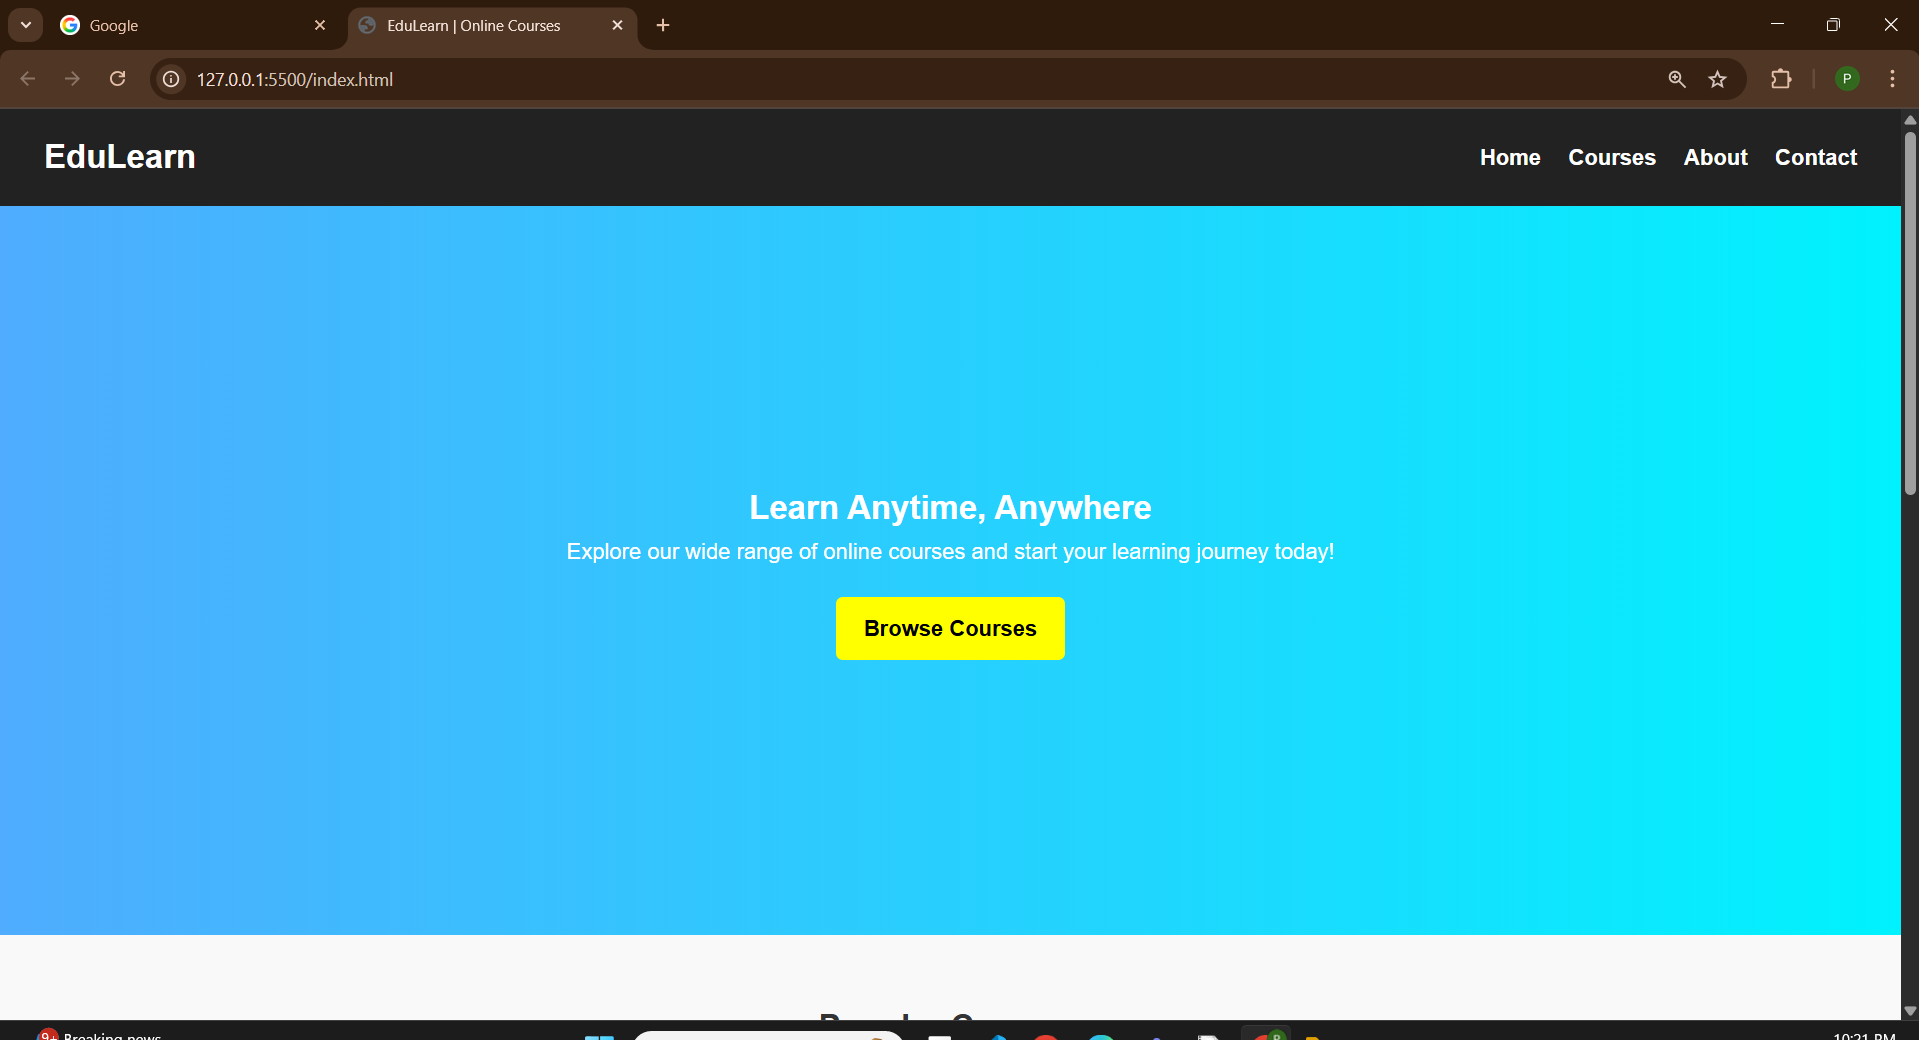 Google
EduLearn | Online Courses
127.0.0.1:5500/index.html
P
EduLearn
Home Courses About Contact
Learn Anytime, Anywhere
Explore our wide range of online courses and start your learning journey today!
Browse Courses
9+ Breaking news
10:21 PM